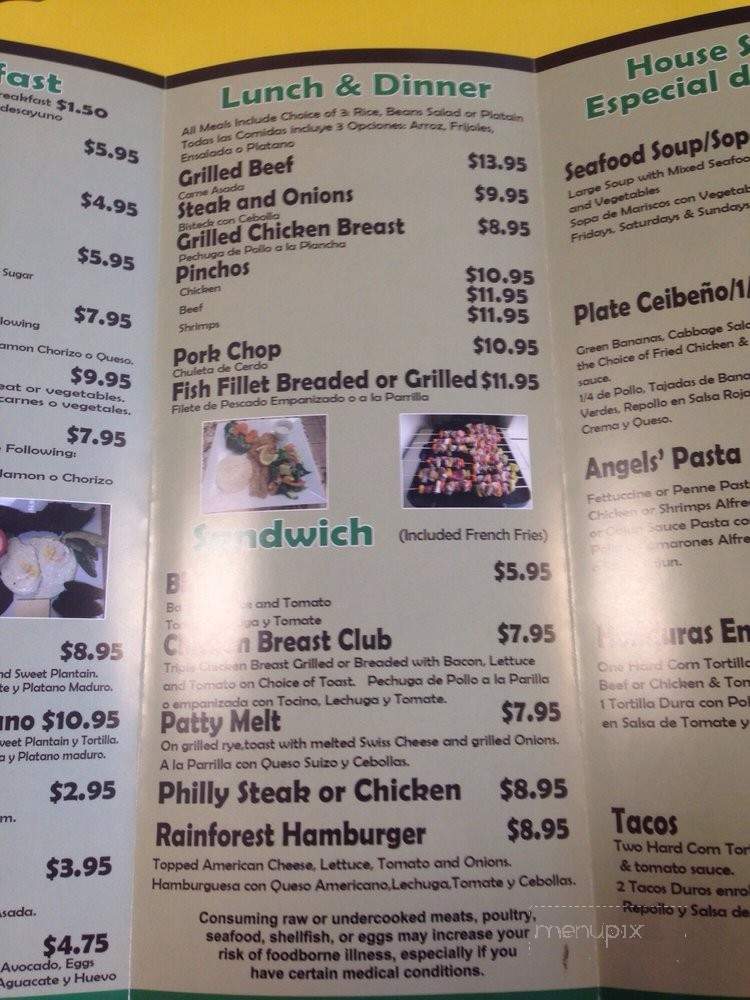 fast
eakfast $1.50
desayuno
$5.95
$4.95
$5.95
Sugar
$7.95
lowing
amon Chorizo o Queso.
$9.95
eat or vegetables.
carnes o vegetales.
$7.95
Following:
Jamon o Chorizo
$8.95
nd Sweet Plantain.
te y Platano Maduro.
ano $10.95
weet Plantain y Tortilla.
a y Platano maduro.
$2.95
m.
$3.95
Asada.
$4.75
Avocado, Eggs
Aguacate y Huevo
Lunch & Dinner
All Meals Include Choice of 3: Rice, Beans Salad or Platain
Todas las Comidas incluye 3 Opciones: Arroz, Frijoles,
Ensalada o Platano
Grilled Beef $13.95
Carne Asada
Steak and Onions $9.95
Bisteck con Cebolla
Grilled Chicken Breast $8.95
Pechuga de Pollo a la Plancha
Pinchos
Chicken $10.95
Beef $11.95
Shrimps $11.95
Pork Chop $10.95
Chuleta de Cerdo
Fish Fillet Breaded or Grilled $11.95
Filete de Pescado Empanizado o a la Parrilla
Sandwich (Included French Fries)
$5.95
and Tomato
y Tomate
Chicken Breast Club $7.95
Triple Chicken Breast Grilled or Breaded with Bacon, Lettuce
and Tomato on Choice of Toast. Pechuga de Pollo a la Parilla
o empanizada con Tocino, Lechuga y Tomate.
Patty Melt $7.95
On grilled rye,toast with melted Swiss Cheese and grilled Onions.
A la Parrilla con Queso Suizo y Cebollas.
Philly Steak or Chicken $8.95
Rainforest Hamburger $8.95
Topped American Cheese, Lettuce, Tomato and Onions.
Hamburguesa con Queso Americano,Lechuga,Tomate y Cebollas.
Consuming raw or undercooked meats, poultry,
seafood, shellfish, or eggs may increase your
risk of foodborne illness, especially if you
have certain medical conditions.
menupix
House S
Especial d
Seafood Soup/Sop
Large Soup with Mixed Seafoo
and Vegetables
Sopa de Mariscos con Vegetab
Fridays, Saturdays & Sundays
Plate Ceibeño/1/
Green Bananas, Cabbage Sala
the Choice of Fried Chicken &
sauce.
1/4 de Pollo, Tajadas de Bana
Verdes, Repollo en Salsa Roja
Crema y Queso.
Angels' Pasta
Fettuccine or Penne Past
Chicken or Shrimps Alfre
or Cajun Sauce Pasta co
marones Alfre
jun.
Honduras En
One Hard Corn Tortilla
Beef or Chicken & Tom
1 Tortilla Dura con Pol
en Salsa de Tomate y
Tacos
Two Hard Corn Tor
& tomato sauce.
2 Tacos Duros enrol
Repollo y Salsa de